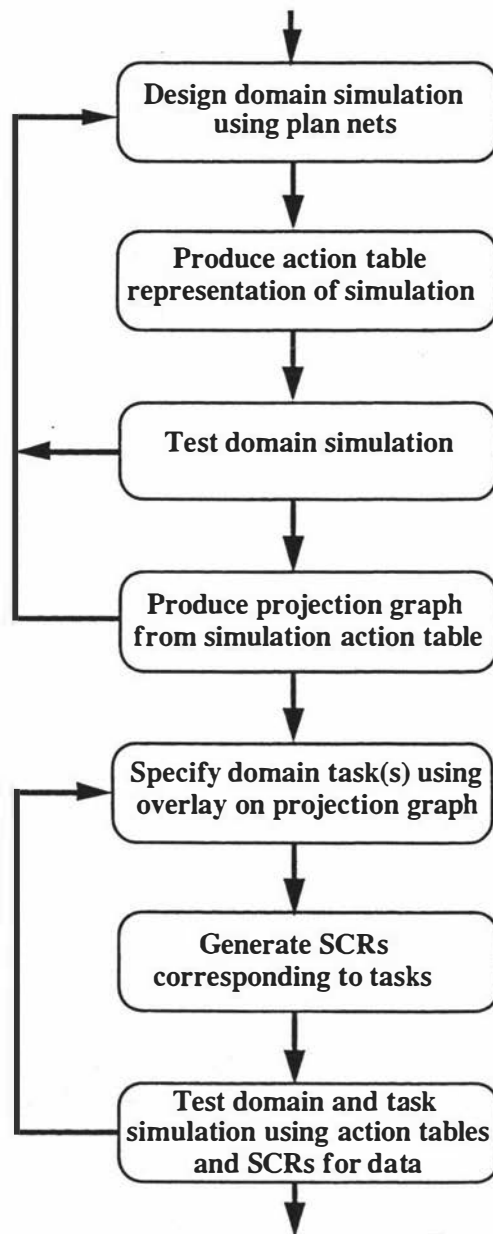 Design domain simulation
using plan nets
Produce action table
representation of simulation
Test domain simulation
Produce projection graph
from simulation action table
Specify domain task(s) using
overlay on projection graph
Generate SCRs
corresponding to tasks
Test domain and task
simulation using action tables
and SCRs for data